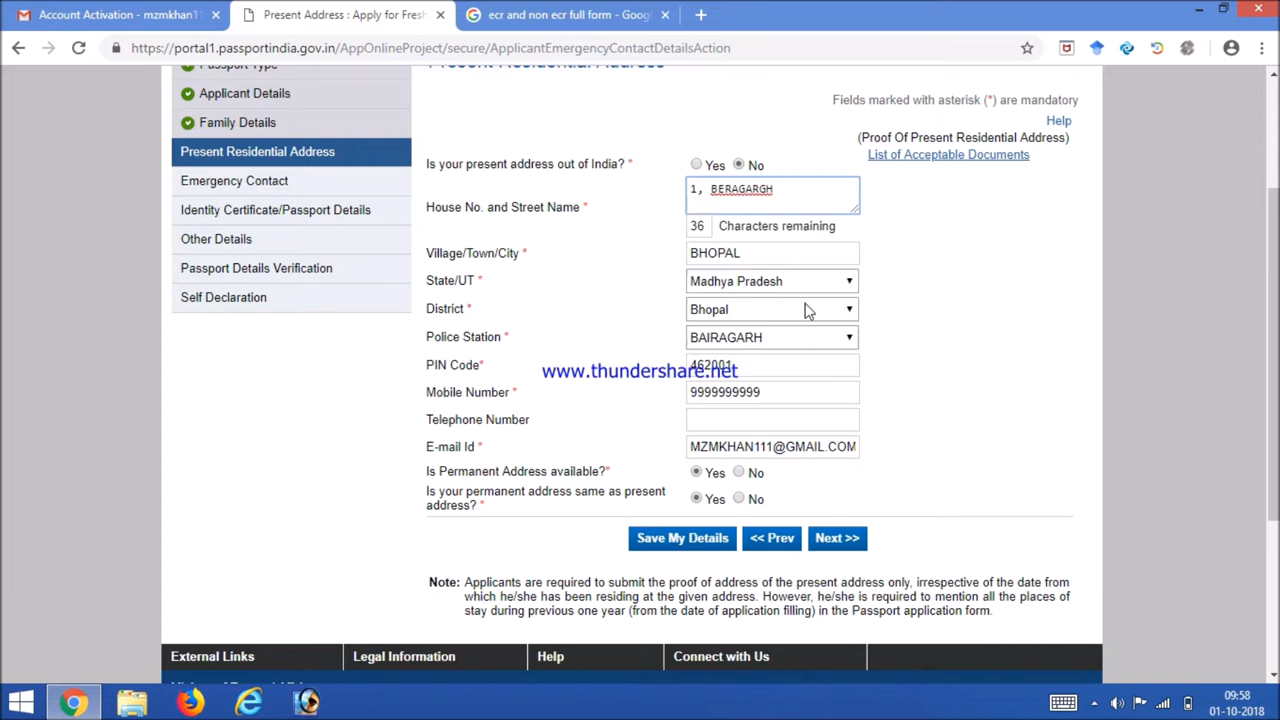 Account Activation - mzmkhan11
Present Address : Apply for Fresh
ecr and non ecr full form - Goog
https://portal1.passportindia.gov.in/AppOnlineProject/secure/ApplicantEmergencyContactDetailsAction
Applicant Details
Family Details
Present Residential Address
Emergency Contact
Identity Certificate/Passport Details
Other Details
Passport Details Verification
Self Declaration
Fields marked with asterisk (*) are mandatory
Help
(Proof Of Present Residential Address)
List of Acceptable Documents
Is your present address out of India? * Yes No
House No. and Street Name * 1, BERAGARGH
36 Characters remaining
Village/Town/City * BHOPAL
State/UT * Madhya Pradesh
District * Bhopal
Police Station * BAIRAGARH
PIN Code* 462001
www.thundershare.net
Mobile Number * 9999999999
Telephone Number
E-mail Id * MZMKHAN111@GMAIL.COM
Is Permanent Address available?* Yes No
Is your permanent address same as present
address? * Yes No
Save My Details << Prev Next >>
Note: Applicants are required to submit the proof of address of the present address only, irrespective of the date from
which he/she has been residing at the given address. However, he/she is required to mention all the places of
stay during previous one year (from the date of application filling) in the Passport application form.
External Links Legal Information Help Connect with Us
09:58
01-10-2018